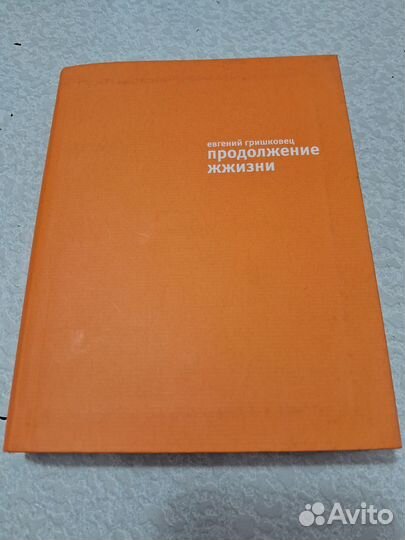 евгений гришковец
продолжение
жжизни
Avito